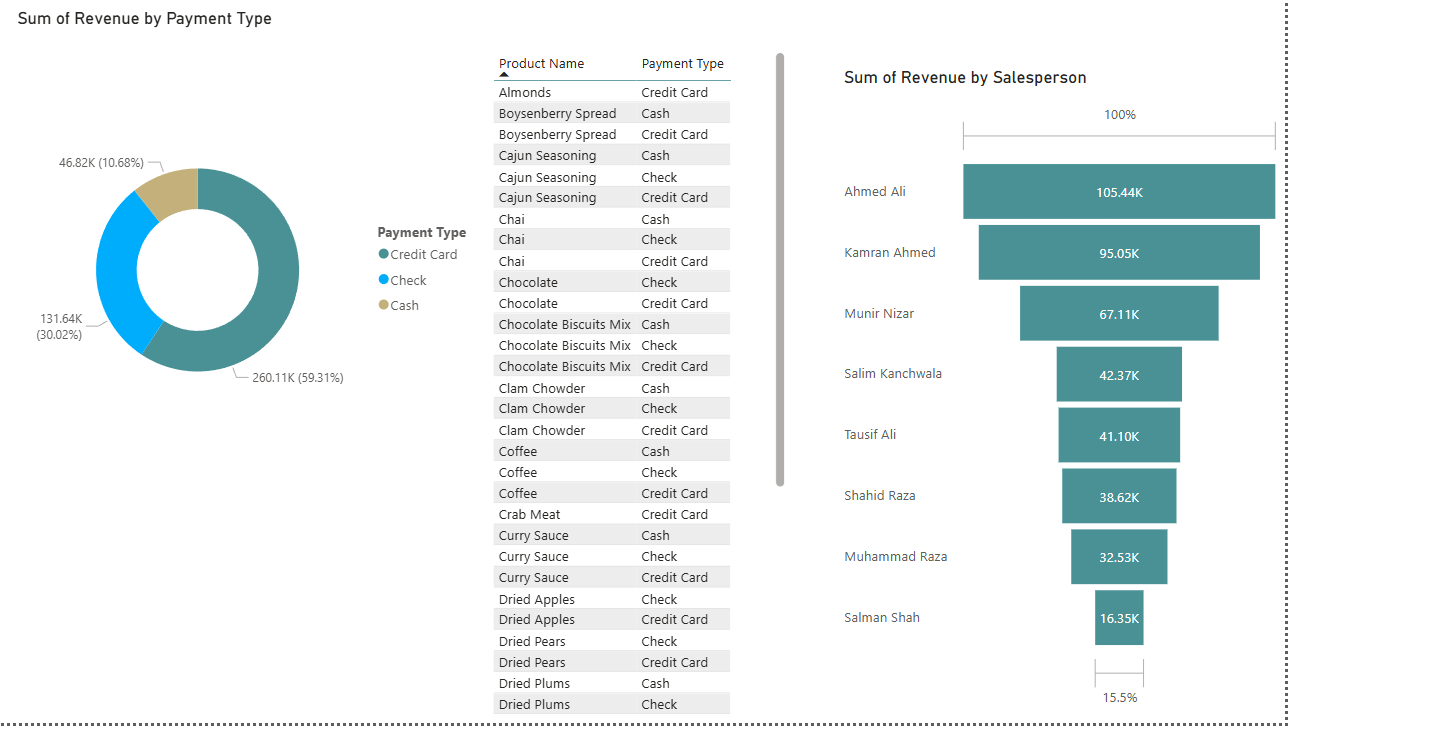 Sum of Revenue by Payment Type
46.82K (10.68%)
131.64K
(30.02%)
260.11K (59.31%)
Payment Type
Credit Card
Check
Cash
Product Name Payment Type
Almonds Credit Card
Boysenberry Spread Cash
Boysenberry Spread Credit Card
Cajun Seasoning Cash
Cajun Seasoning Check
Cajun Seasoning Credit Card
Chai Cash
Chai Check
Chai Credit Card
Chocolate Check
Chocolate Credit Card
Chocolate Biscuits Mix Cash
Chocolate Biscuits Mix Check
Chocolate Biscuits Mix Credit Card
Clam Chowder Cash
Clam Chowder Check
Clam Chowder Credit Card
Coffee Cash
Coffee Check
Coffee Credit Card
Crab Meat Credit Card
Curry Sauce Cash
Curry Sauce Check
Curry Sauce Credit Card
Dried Apples Check
Dried Apples Credit Card
Dried Pears Check
Dried Pears Credit Card
Dried Plums Cash
Dried Plums Check
Sum of Revenue by Salesperson
100%
Ahmed Ali 105.44K
Kamran Ahmed 95.05K
Munir Nizar 67.11K
Salim Kanchwala 42.37K
Tausif Ali 41.10K
Shahid Raza 38.62K
Muhammad Raza 32.53K
Salman Shah 16.35K
15.5%